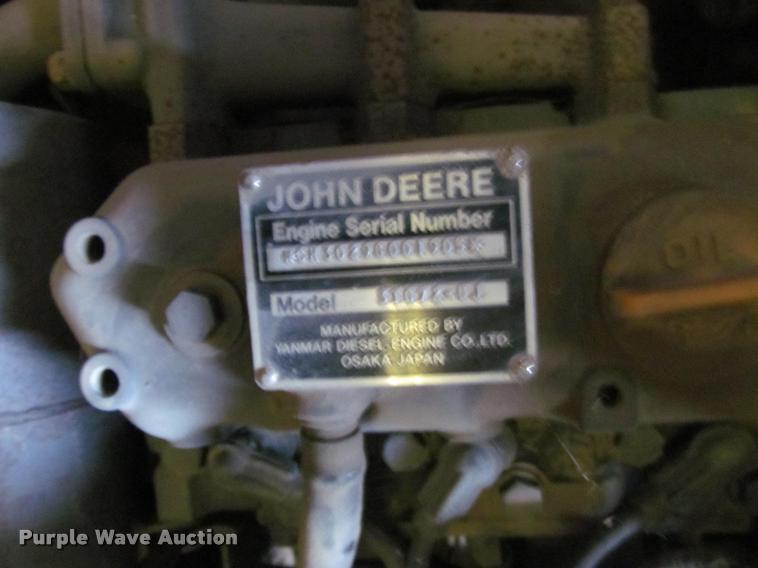 JOHN DEERE
Engine Serial Number
Model
MANUFACTURED BY
YANMAR DIESEL ENGINE CO.,LTD.
OSAKA JAPAN
OIL
Purple Wave Auction